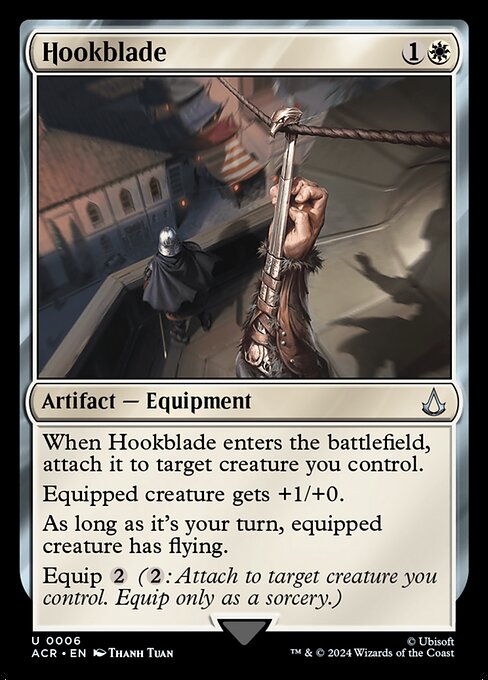 Hookblade 1
Artifact — Equipment
When Hookblade enters the battlefield,
attach it to target creature you control.
Equipped creature gets +1/+0.
As long as it's your turn, equipped
creature has flying.
Equip 2 (2: Attach to target creature you
control. Equip only as a sorcery.)
U 0006 © Ubisoft
ACR • EN Thanh Tuan ™ & © 2024 Wizards of the Coast